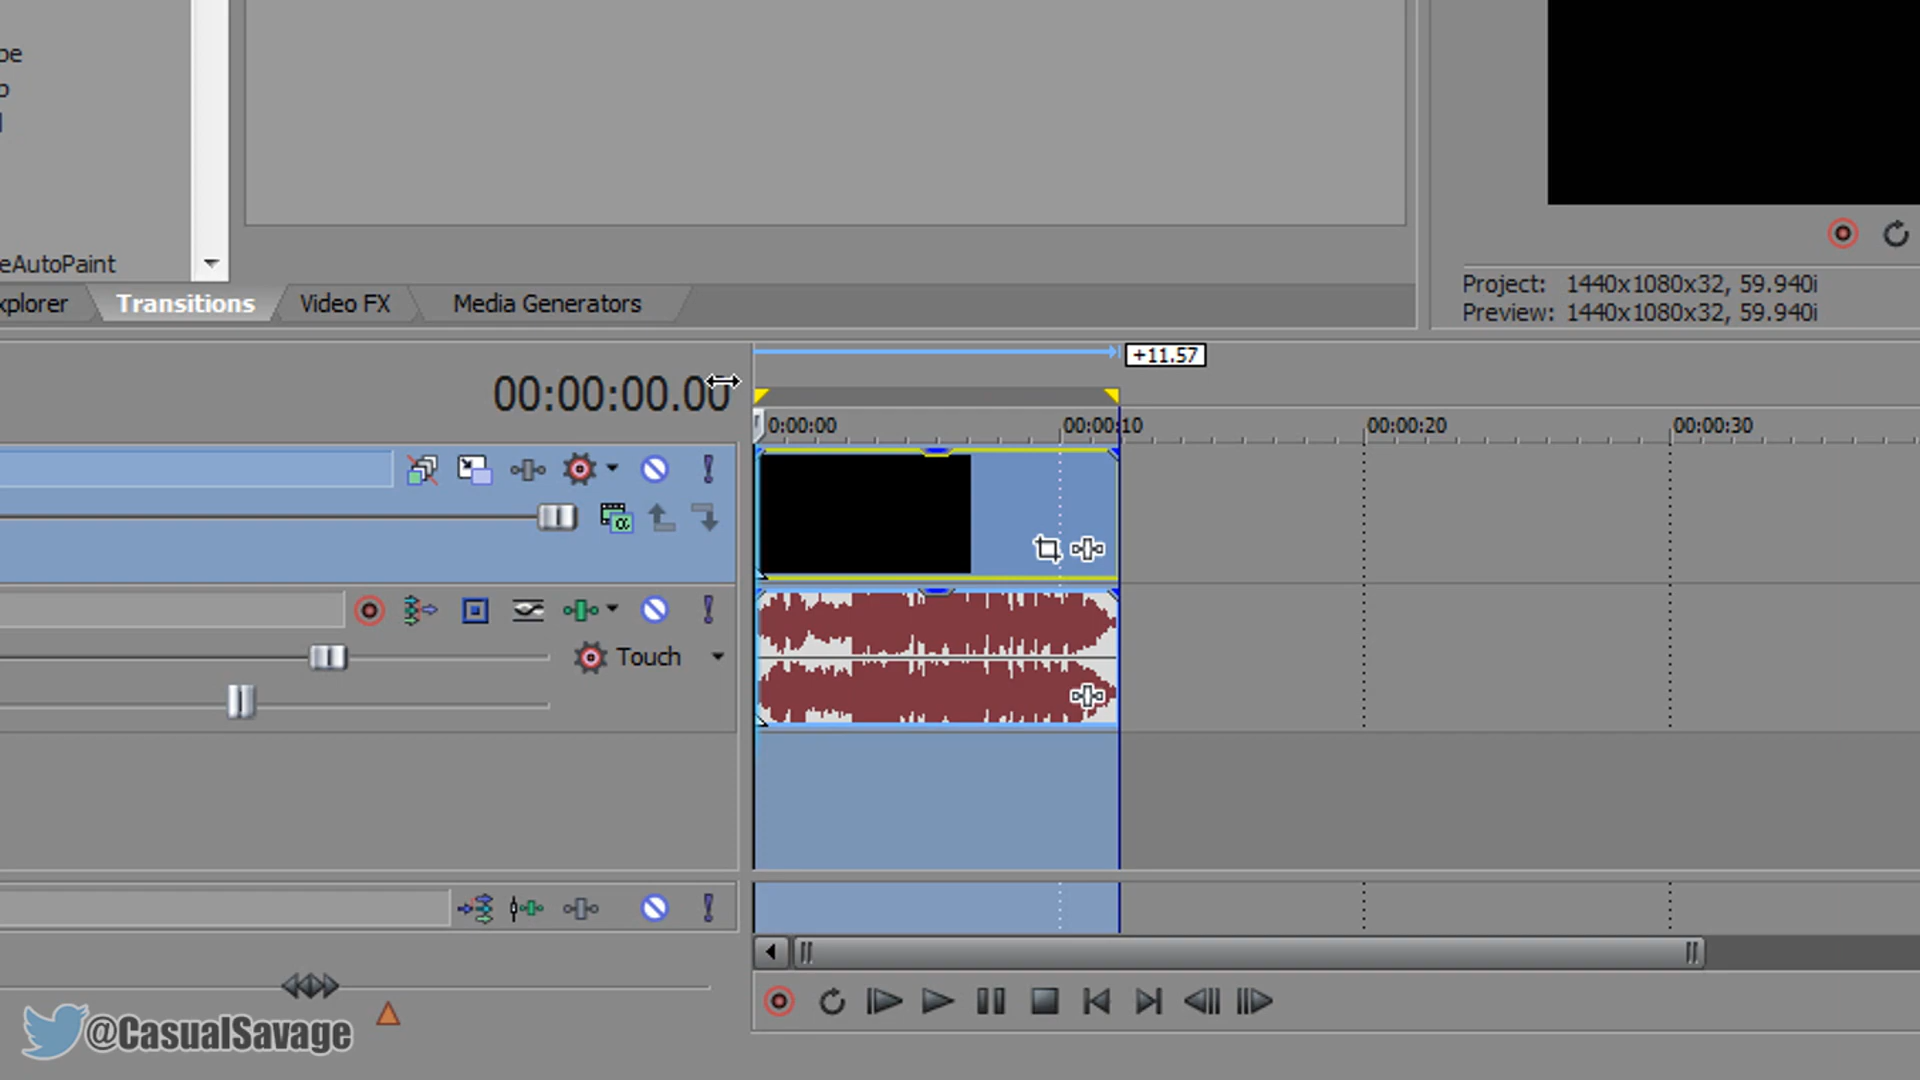 pe
eAutoPaint
xplorer
Transitions
Video FX
Media Generators
Project: 1440x1080x32, 59.940i
Preview: 1440x1080x32, 59.940i
+11.57
00:00:00.00
0:00:00
00:00:10
00:00:20
00:00:30
Touch
@CasualSavage